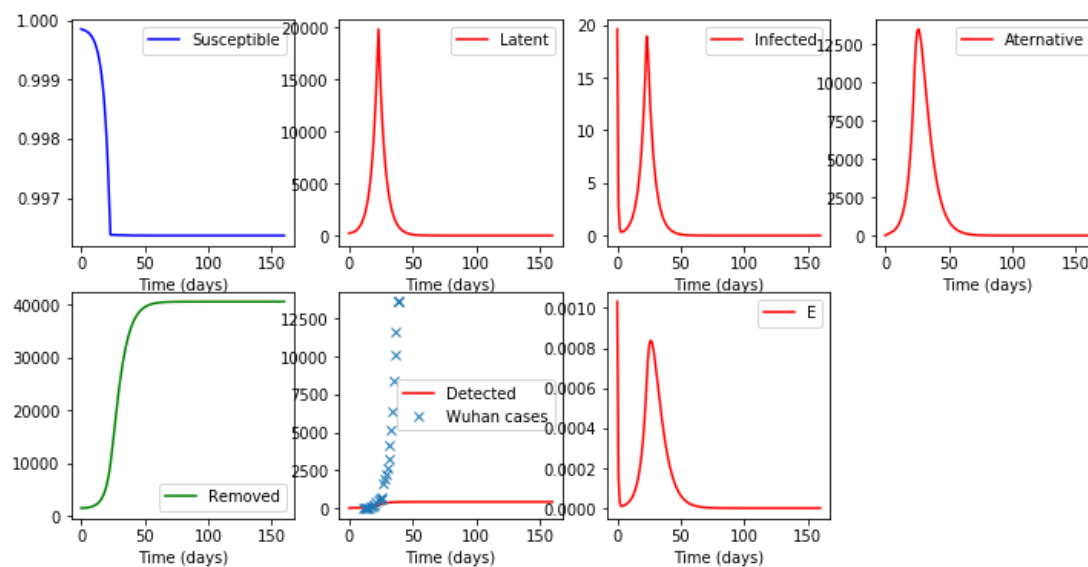 1.000
0.999
0.998
0.997
0 50 100 150
Time (days)
Susceptible
20000
15000
10000
5000
0
0 50 100 150
Time (days)
Latent
20
15
10
5
0
0 50 100 150
Time (days)
Infected
12500
10000
7500
5000
2500
0
0 50 100 150
Time (days)
Aternative
40000
30000
20000
10000
0
0 50 100 150
Time (days)
Removed
12500
10000
7500
5000
2500
0
0 50 100 150
Time (days)
Detected
Wuhan cases
0.0010
0.0008
0.0006
0.0004
0.0002
0.0000
0 50 100 150
Time (days)
E